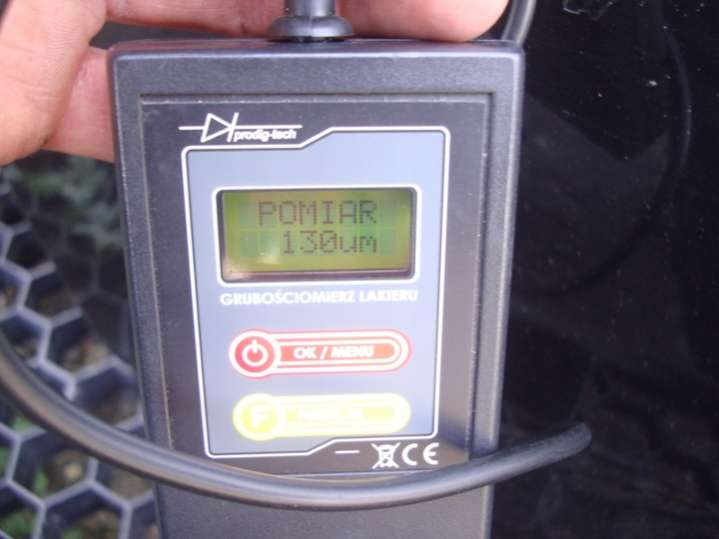 prodig-tech
POMIAR
130um
GRUBOŚCIOMIERZ LAKIERU
OK / MENU
F
CE